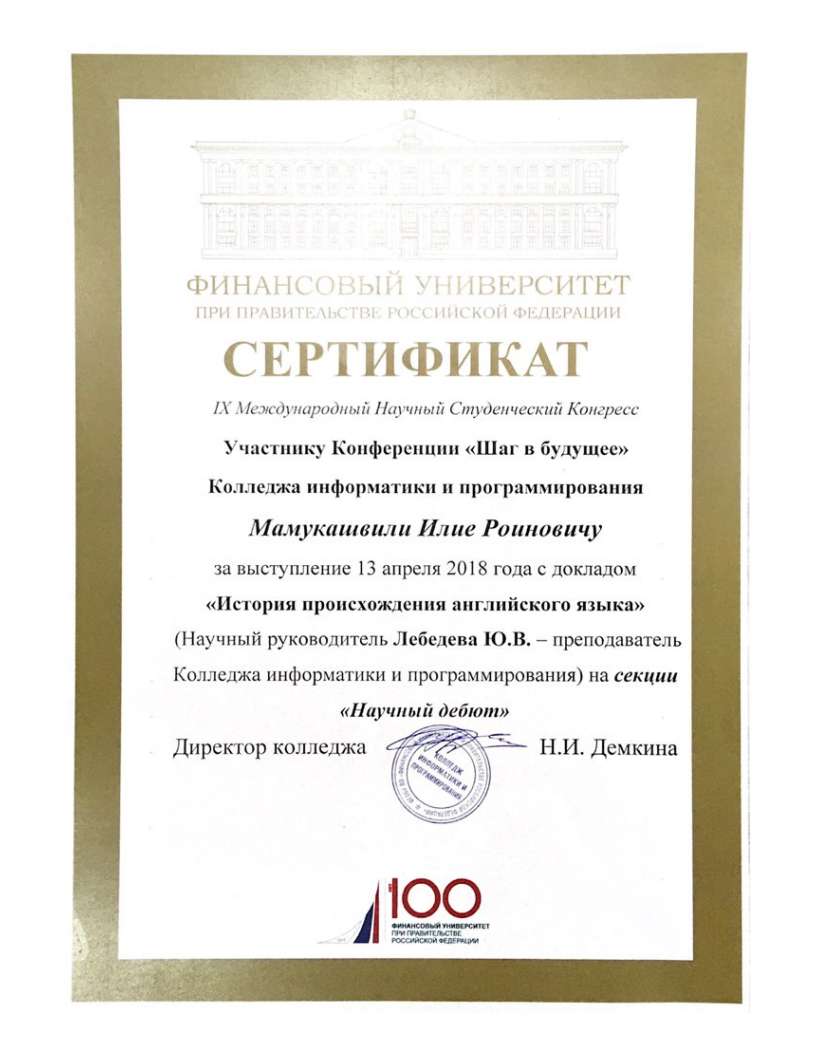 ФИНАНСОВЫЙ УНИВЕРСИТЕТ
ПРИ ПРАВИТЕЛЬСТВЕ РОССИЙСКОЙ ФЕДЕРАЦИИ
СЕРТИФИКАТ
IX Международный Научный Студенческий Конгресс
Участнику Конференции «Шаг в будущее»
Колледжа информатики и программирования
Мамукашвили Илие Роиновичу
за выступление 13 апреля 2018 года с докладом
«История происхождения английского языка»
(Научный руководитель Лебедева Ю.В. – преподаватель
Колледжа информатики и программирования) на секции
«Научный дебют»
Директор колледжа Н.И. Демкина
КОЛЛЕДЖ
ИНФОРМАТИКИ И
ПРОГРАММИРОВАНИЯ
100
ФИНАНСОВЫЙ УНИВЕРСИТЕТ
ПРИ ПРАВИТЕЛЬСТВЕ
РОССИЙСКОЙ ФЕДЕРАЦИИ